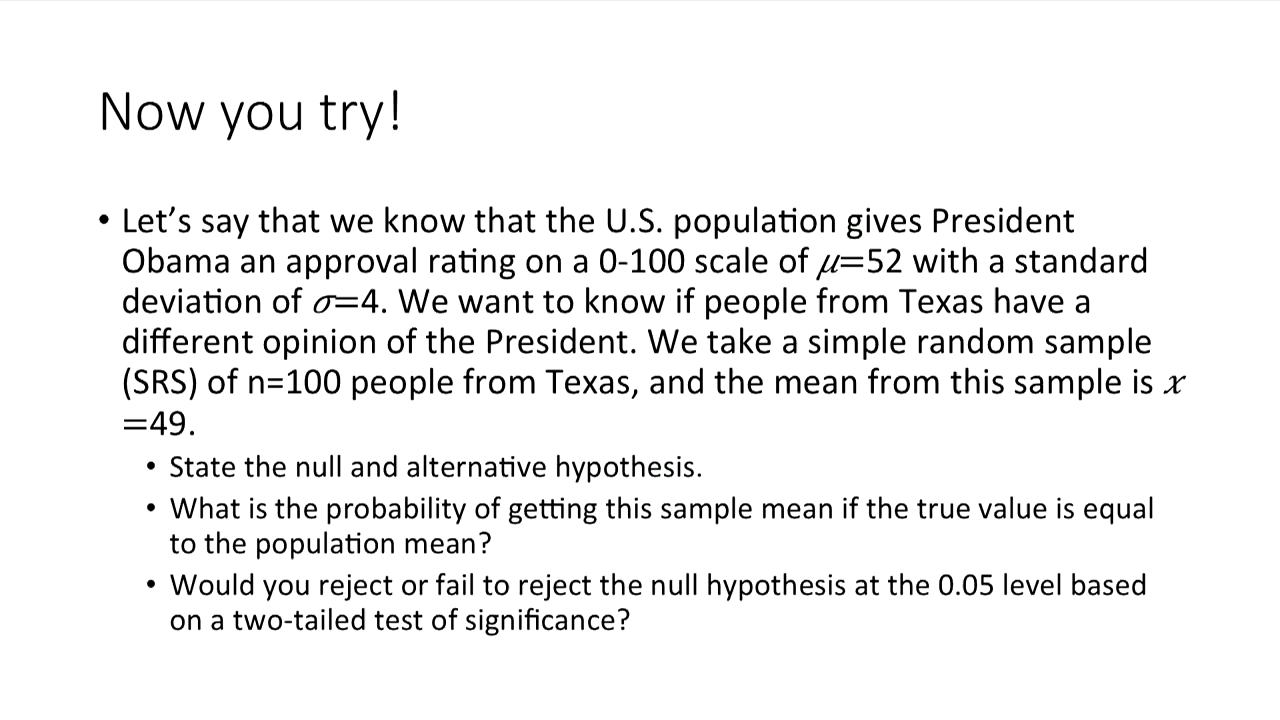 Now you try!
• Let’s say that we know that the U.S. population gives President
Obama an approval rating on a 0-100 scale of 𝜇=52 with a standard
deviation of 𝜎=4. We want to know if people from Texas have a
different opinion of the President. We take a simple random sample
(SRS) of n=100 people from Texas, and the mean from this sample is 𝑥
=49.
• State the null and alternative hypothesis.
• What is the probability of getting this sample mean if the true value is equal
to the population mean?
• Would you reject or fail to reject the null hypothesis at the 0.05 level based
on a two-tailed test of significance?